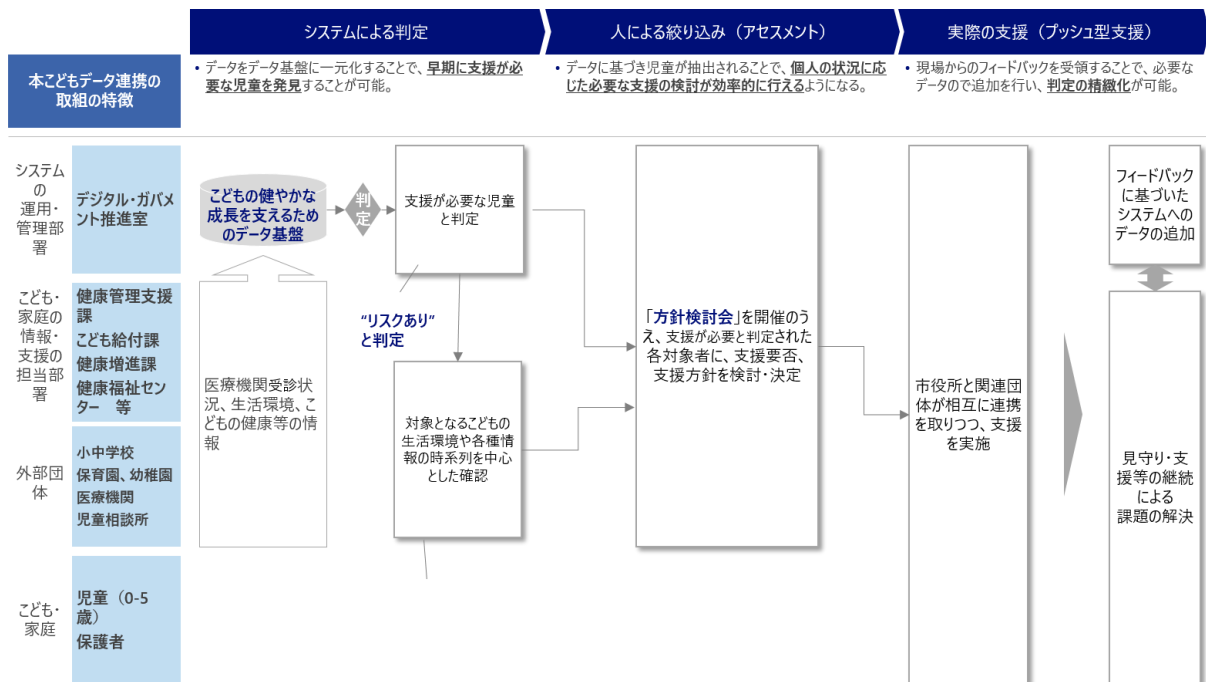 システムによる判定
人による絞り込み（アセスメント）
実際の支援（プッシュ型支援）
本こどもデータ連携の
取組の特徴
• データをデータ基盤に一元化することで、早期に支援が必
要な児童を発見することが可能。
• データに基づき児童が抽出されることで、個人の状況に応
じた必要な支援の検討が効率的に行えるようになる。
• 現場からのフィードバックを受領することで、必要な
データので追加を行い、判定の精緻化が可能。
システム
の
運用・
管理部
署
デジタル・ガバメ
ント推進室
こどもの健やかな
成長を支えるため
のデータ基盤
判定
支援が必要な児童
と判定
フィードバック
に基づいた
システムへの
データの追加
こども・
家庭の
情報・
支援の
担当部
署
健康管理支援
課
こども給付課
健康増進課
健康福祉セン
ター　等
医療機関受診状
況、生活環境、こ
どもの健康等の情
報
“リスクあり”
と判定
対象となるこどもの
生活環境や各種情
報の時系列を中心
とした確認
「方針検討会」を開催のう
え、支援が必要と判定された
各対象者に、支援要否、
支援方針を検討・決定
市役所と関連団
体が相互に連携
を取りつつ、支援
を実施
見守り・支
援等の継続
による
課題の解決
外部団
体
小中学校
保育園、幼稚園
医療機関
児童相談所
こども・
家庭
児童（0-5
歳）
保護者